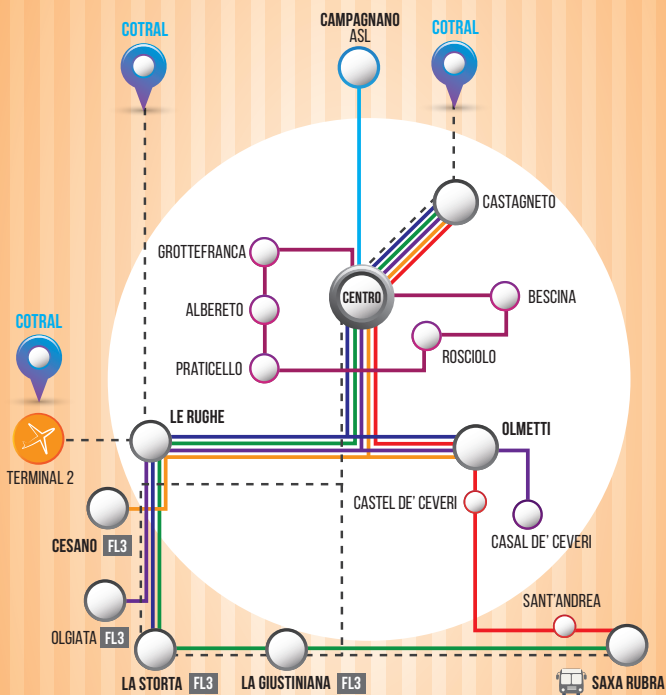 COTRAL
CAMPAGNANO
ASL
COTRAL
CASTAGNETO
GROTTEFRANCA
CENTRO
BESCINA
ALBERETO
COTRAL
ROSCIOLO
PRATICELLO
LE RUGHE
OLMETTI
TERMINAL 2
CASTEL DE' CEVERI
CESANO FL3
CASAL DE' CEVERI
SANT'ANDREA
OLGIATA FL3
LA STORTA FL3
LA GIUSTINIANA FL3
SAXA RUBRA